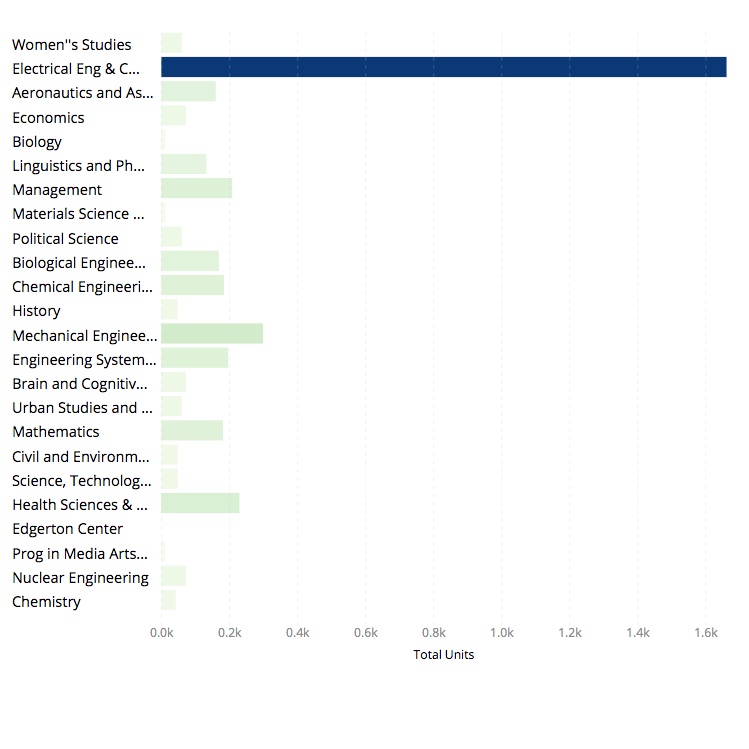 Women''s Studies
Electrical Eng & C...
Aeronautics and As...
Economics
Biology
Linguistics and Ph...
Management
Materials Science ...
Political Science
Biological Enginee...
Chemical Engineeri...
History
Mechanical Enginee...
Engineering System...
Brain and Cognitiv...
Urban Studies and ...
Mathematics
Civil and Environm...
Science, Technolog...
Health Sciences & ...
Edgerton Center
Prog in Media Arts...
Nuclear Engineering
Chemistry
0.0k 0.2k 0.4k 0.6k 0.8k 1.0k 1.2k 1.4k 1.6k
Total Units